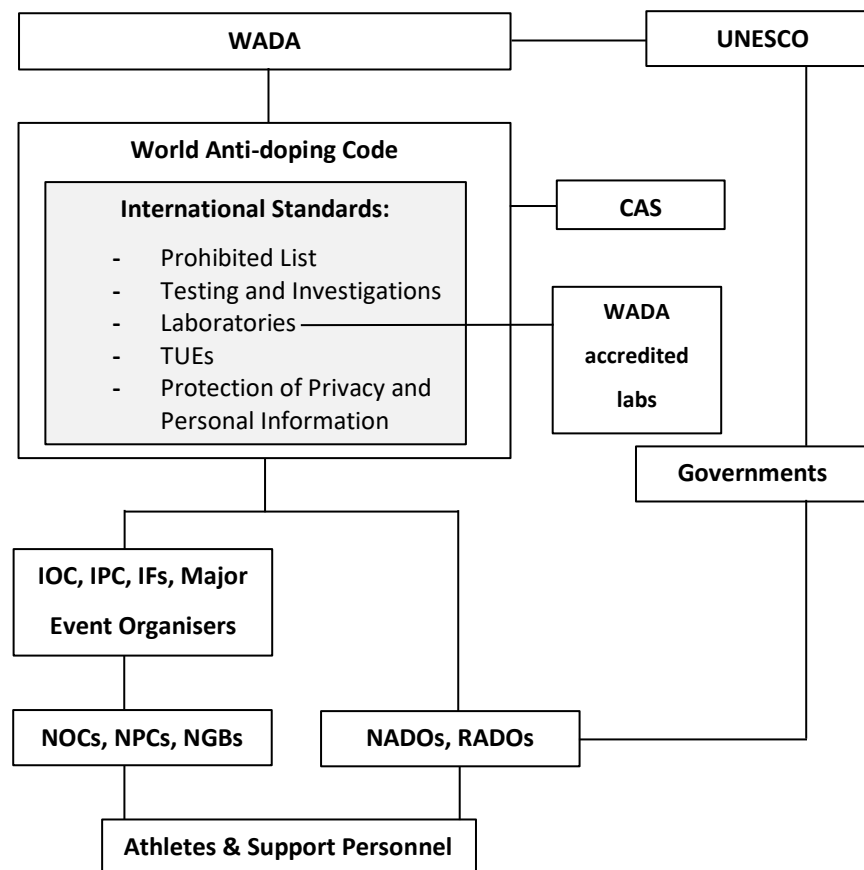 WADA
UNESCO
World Anti-doping Code
International Standards:
- Prohibited List
- Testing and Investigations
- Laboratories
- TUEs
- Protection of Privacy and
Personal Information
CAS
WADA
accredited
labs
Governments
IOC, IPC, IFs, Major
Event Organisers
NOCs, NPCs, NGBs
NADOs, RADOs
Athletes & Support Personnel